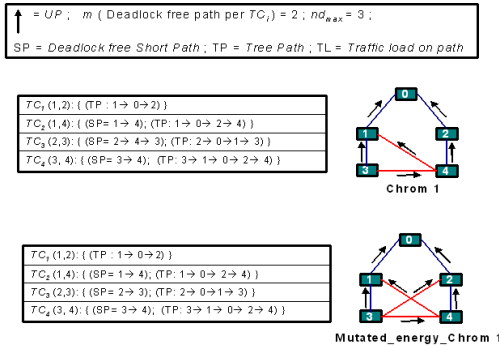 = UP ; m ( Deadlock free path per TCi ) = 2 ; ndmax = 3 ;
SP = Deadlock free Short Path ; TP = Tree Path ; TL = Traffic load on path
TC1 (1,2): { (TP : 1→ 0→2) }
TC2 (1,4): { (SP= 1→ 4); (TP: 1→ 0→ 2→ 4) }
TC3 (2,3): { (SP= 2→ 4→ 3); (TP: 2→ 0→1→ 3) }
TC4 (3, 4): { (SP= 3→ 4); (TP: 3→ 1→ 0→ 2→ 4) }
0
1
2
3
4
Chrom 1
TC1 (1,2): { (TP : 1→ 0→2) }
TC2 (1,4): { (SP= 1→ 4); (TP: 1→ 0→ 2→ 4) }
TC3 (2,3): { (SP= 2→ 3); (TP: 2→ 0→1→ 3) }
TC4 (3, 4): { (SP= 3→ 4); (TP: 3→ 1→ 0→ 2→ 4) }
0
1
2
3
4
Mutated_energy_Chrom 1